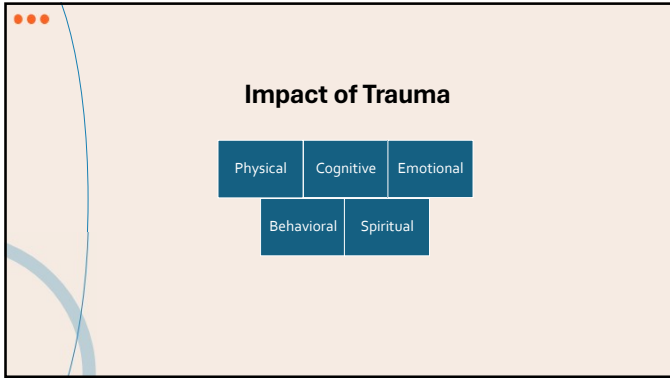 Impact of Trauma
Physical Cognitive Emotional
Behavioral Spiritual